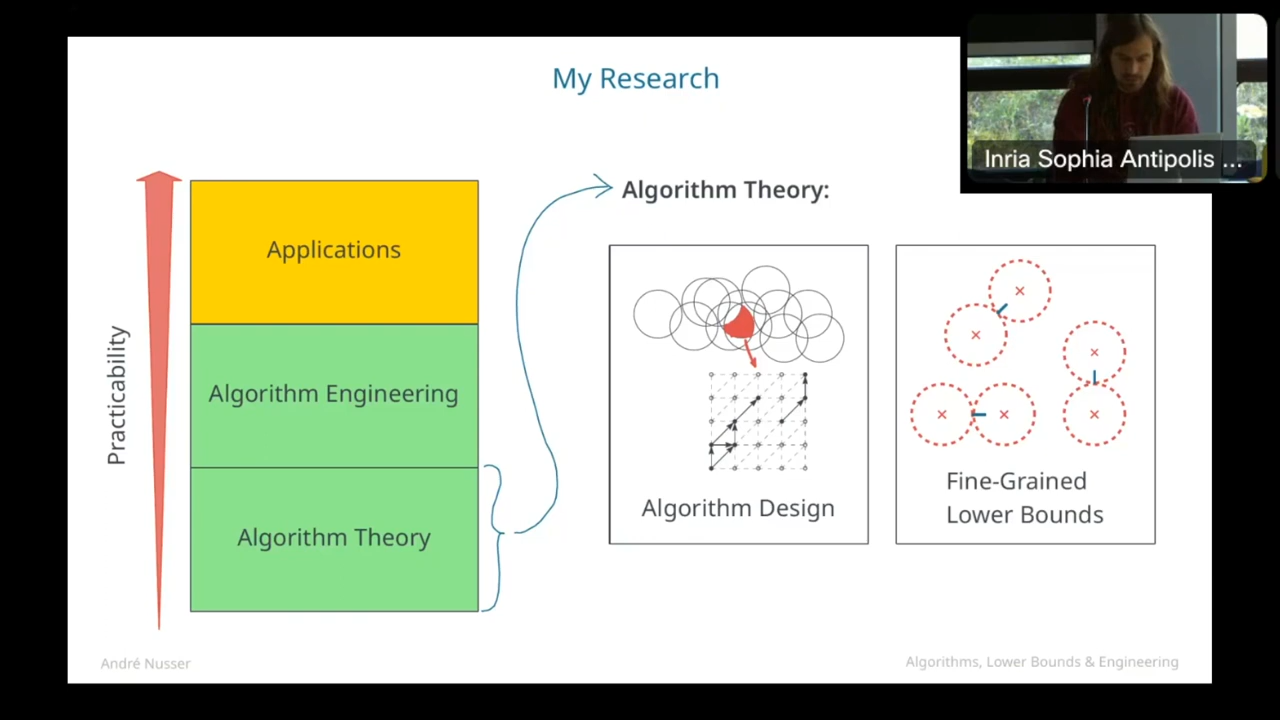 My Research
Inria Sophia Antipolis ...
Practicability
Applications
Algorithm Engineering
Algorithm Theory
Algorithm Theory:
Algorithm Design
Fine-Grained
Lower Bounds
André Nusser
Algorithms, Lower Bounds & Engineering